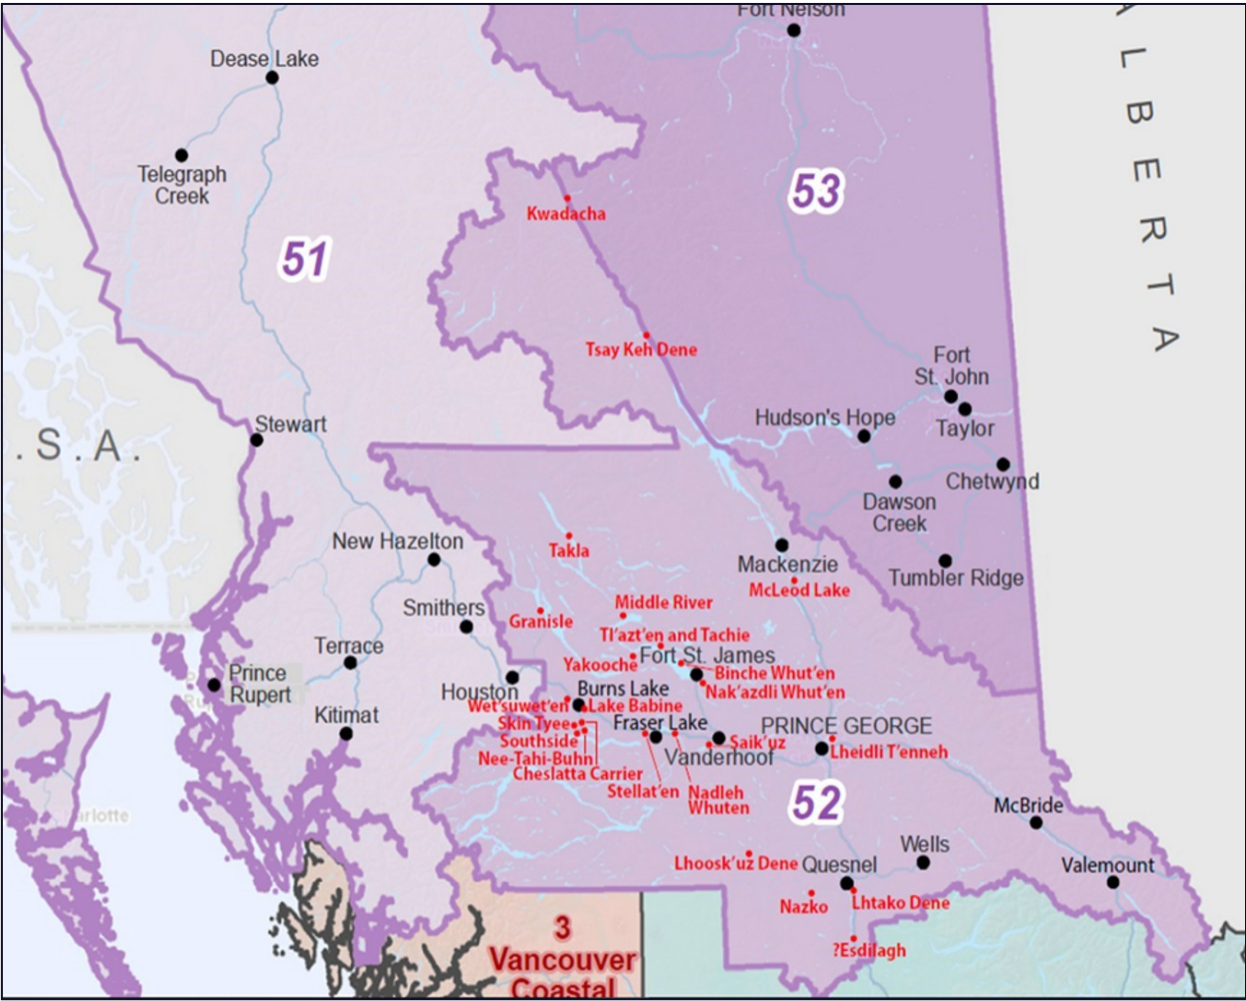 Fort Nelson
Dease Lake
Telegraph
Creek
51
53
ALBERTA
Kwadacha
Tsay Keh Dene
Fort
St. John
Taylor
Hudson's Hope
Chetwynd
Dawson
Creek
Tumbler Ridge
Stewart
.S.A.
New Hazelton
Smithers
Terrace
Prince
Rupert
Kitimat
Houston
Takla
Mackenzie
McLeod Lake
Granisle
Middle River
Tl'azt'en and Tachie
Yakooche
Fort St. James
Binche Whut'en
Nak'azdli Whut'en
Burns Lake
Wet'suwet'en
Lake Babine
Skin Tyee
Southside
Nee-Tahi-Buhn
Cheslatta Carrier
Fraser Lake
Stellat'en
Nadleh
Whuten
Saik'uz
Vanderhoof
PRINCE GEORGE
Lheidli T'enneh
52
McBride
Valemount
Wells
Lhoosk'uz Dene
Quesnel
Nazko
Lhtako Dene
?Esdilagh
arlotte
3
Vancouver
Coastal